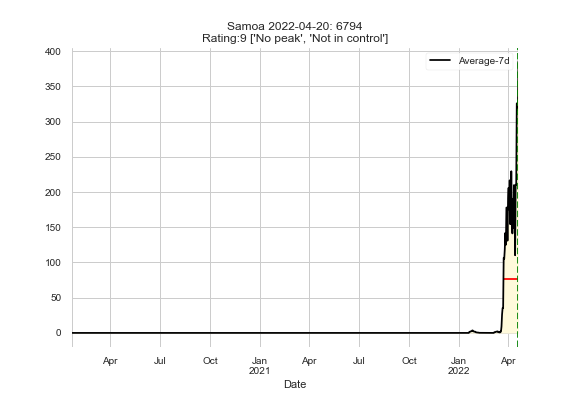 Samoa 2022-04-20: 6794
Rating:9 ['No peak', 'Not in control']
Average-7d
400
350
300
250
200
150
100
50
0
Apr Jul Oct Jan Apr Jul Oct Jan Apr
2021 2022
Date